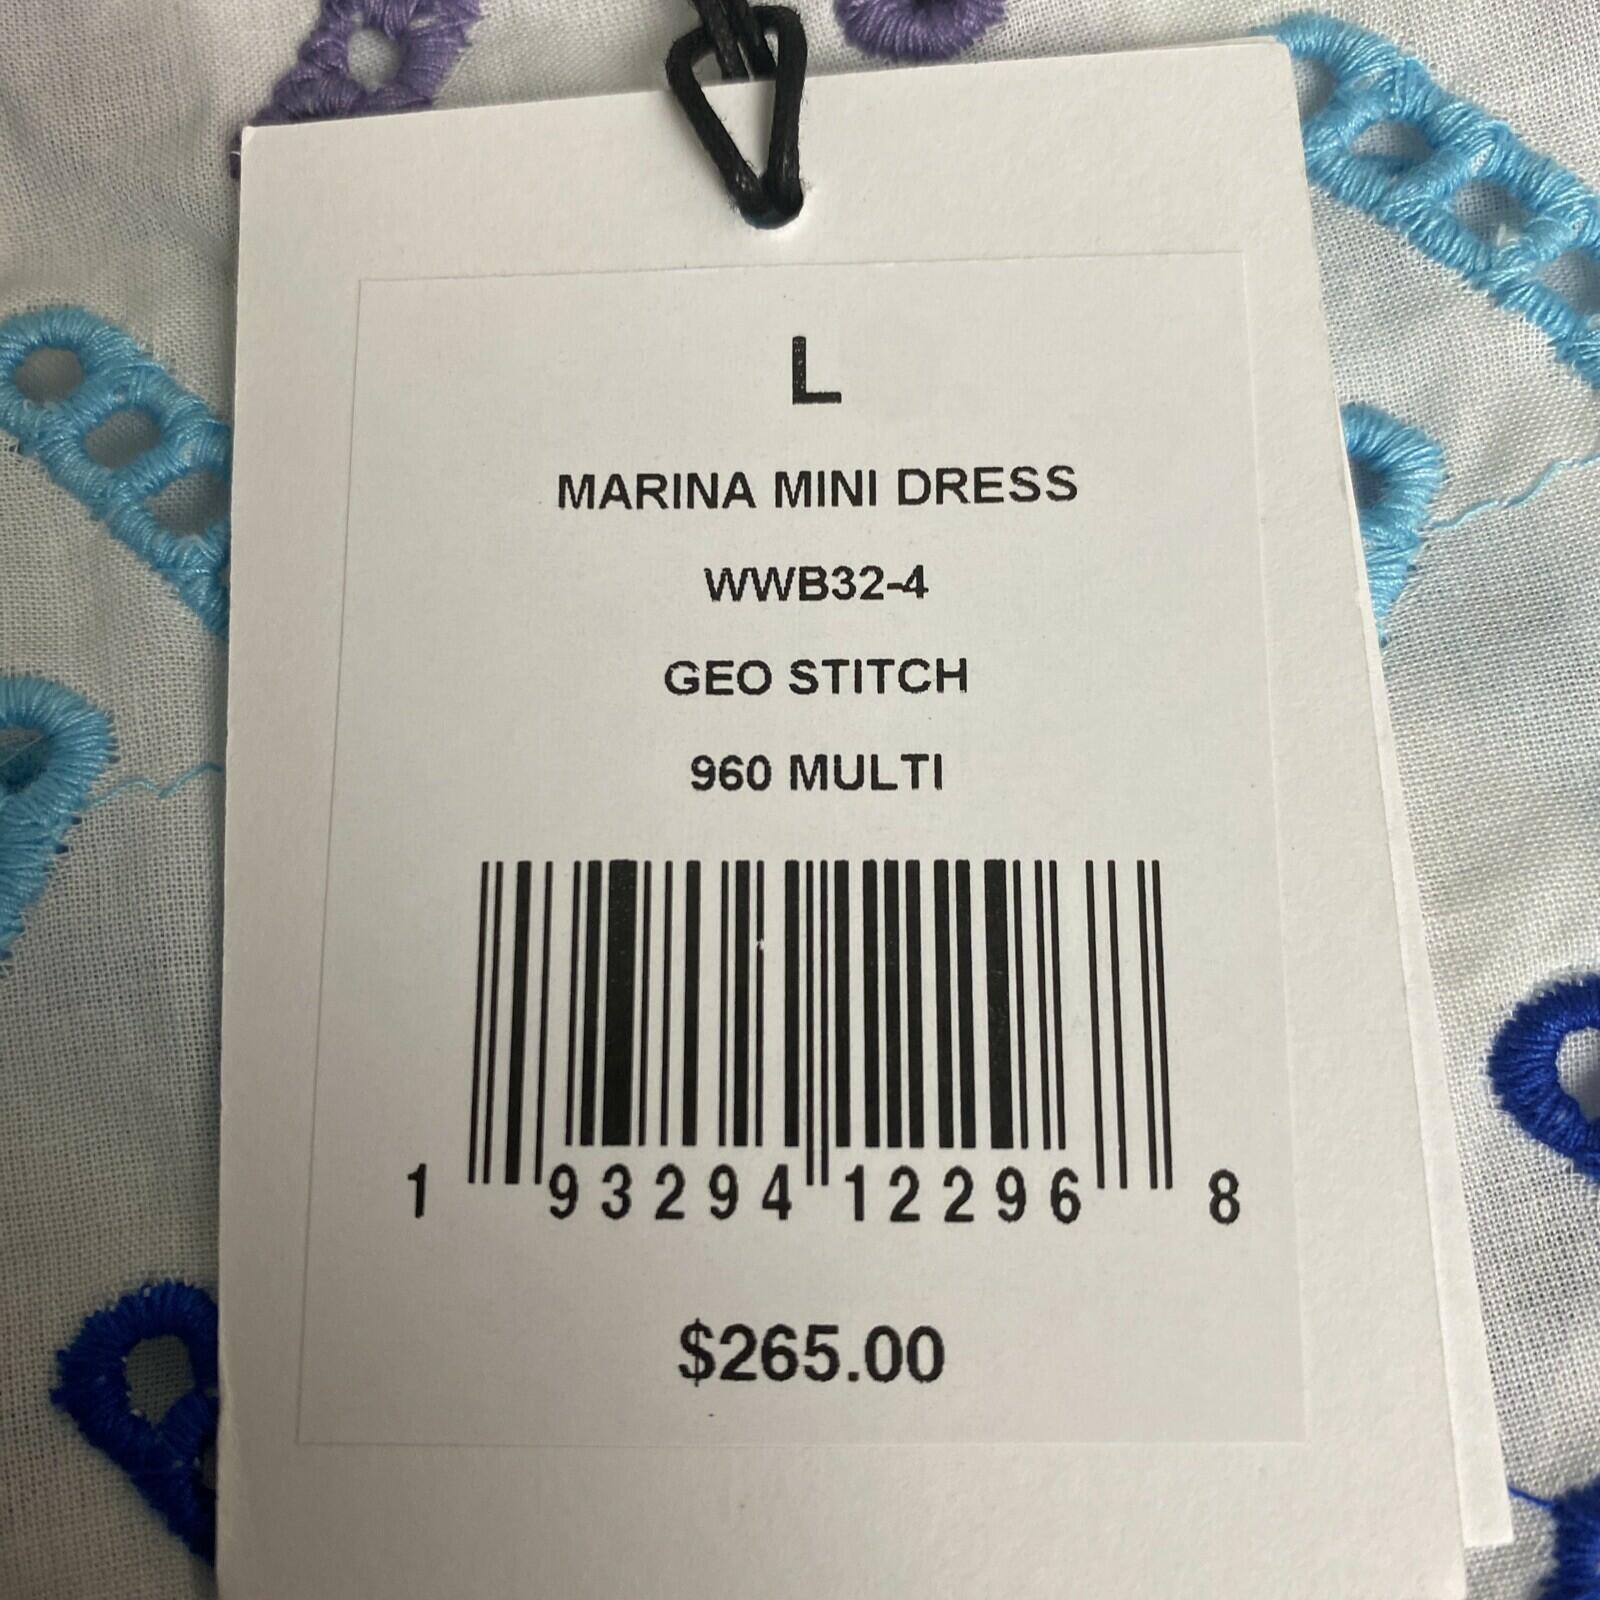 L
MARINA MINI DRESS
WWB32-4
GEO STITCH
960 MULTI
1 93294 12296 8
$265.00